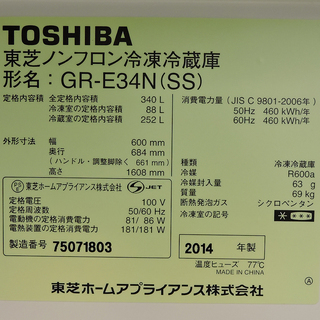 TOSHIBA
東芝ノンフロン冷凍冷蔵庫
形名：GR-E34N(SS)
定格内容積 全定格内容積 340 L
冷凍室の定格内容積 88 L
冷蔵室の定格内容積 252 L
外形寸法 幅 600 mm
奥行 684 mm
(ハンドル・調整脚除く 661 mm)
高さ 1608 mm
消費電力量 (JIS C 9801-2006年)
50Hz 460 kWh/年
60Hz 460 kWh/年
種類 冷凍冷蔵庫
冷媒 R600a
冷媒封入量 63 g
質量 69 kg
断熱発泡ガス シクロペンタン
冷凍室の記号
東芝ホームアプライアンス株式会社 JET
定格電圧 100 V
定格周波数 50/60 Hz
電動機の定格消費電力 81/ 86 W
電熱装置の定格消費電力 181/181 W
製造番号 75071803
2014 年製
温度ヒューズ 77℃
MADE IN CHINA
東芝ホームアプライアンス株式会社
A